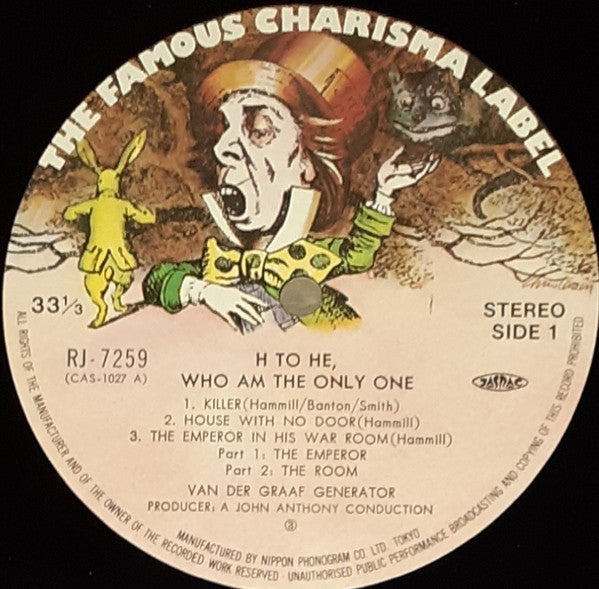 THE FAMOUS CHARISMA LABEL
33⅓
STEREO
SIDE 1
RJ-7259
(CAS-1027 A)
H TO HE,
WHO AM THE ONLY ONE
JASRAC
1. KILLER(Hammill/Banton/Smith)
2. HOUSE WITH NO DOOR(Hammill)
3. THE EMPEROR IN HIS WAR ROOM(Hammill)
Part 1: THE EMPEROR
Part 2: THE ROOM
VAN DER GRAAF GENERATOR
PRODUCER: A JOHN ANTHONY CONDUCTION
ALL RIGHTS OF THE MANUFACTURER AND OF THE OWNER OF THE RECORDED WORK RESERVED · UNAUTHORISED PUBLIC PERFORMANCE BROADCASTING AND COPYING OF THIS RECORD PROHIBITED
MANUFACTURED BY NIPPON PHONOGRAM CO. LTD. TOKYO